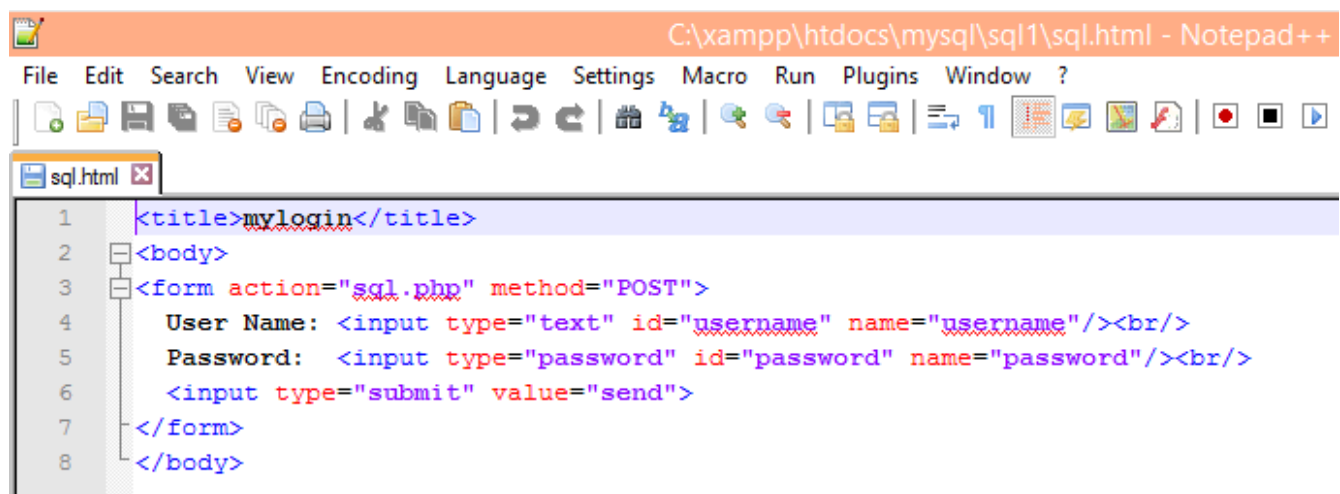 C:\xampp\htdocs\mysql\sql1\sql.html - Notepad++
File Edit Search View Encoding Language Settings Macro Run Plugins Window ?
sql.html
1 <title>mylogin</title>
2 <body>
3 <form action="sql.php" method="POST">
4 User Name: <input type="text" id="username" name="username"/><br/>
5 Password: <input type="password" id="password" name="password"/><br/>
6 <input type="submit" value="send">
7 </form>
8 </body>